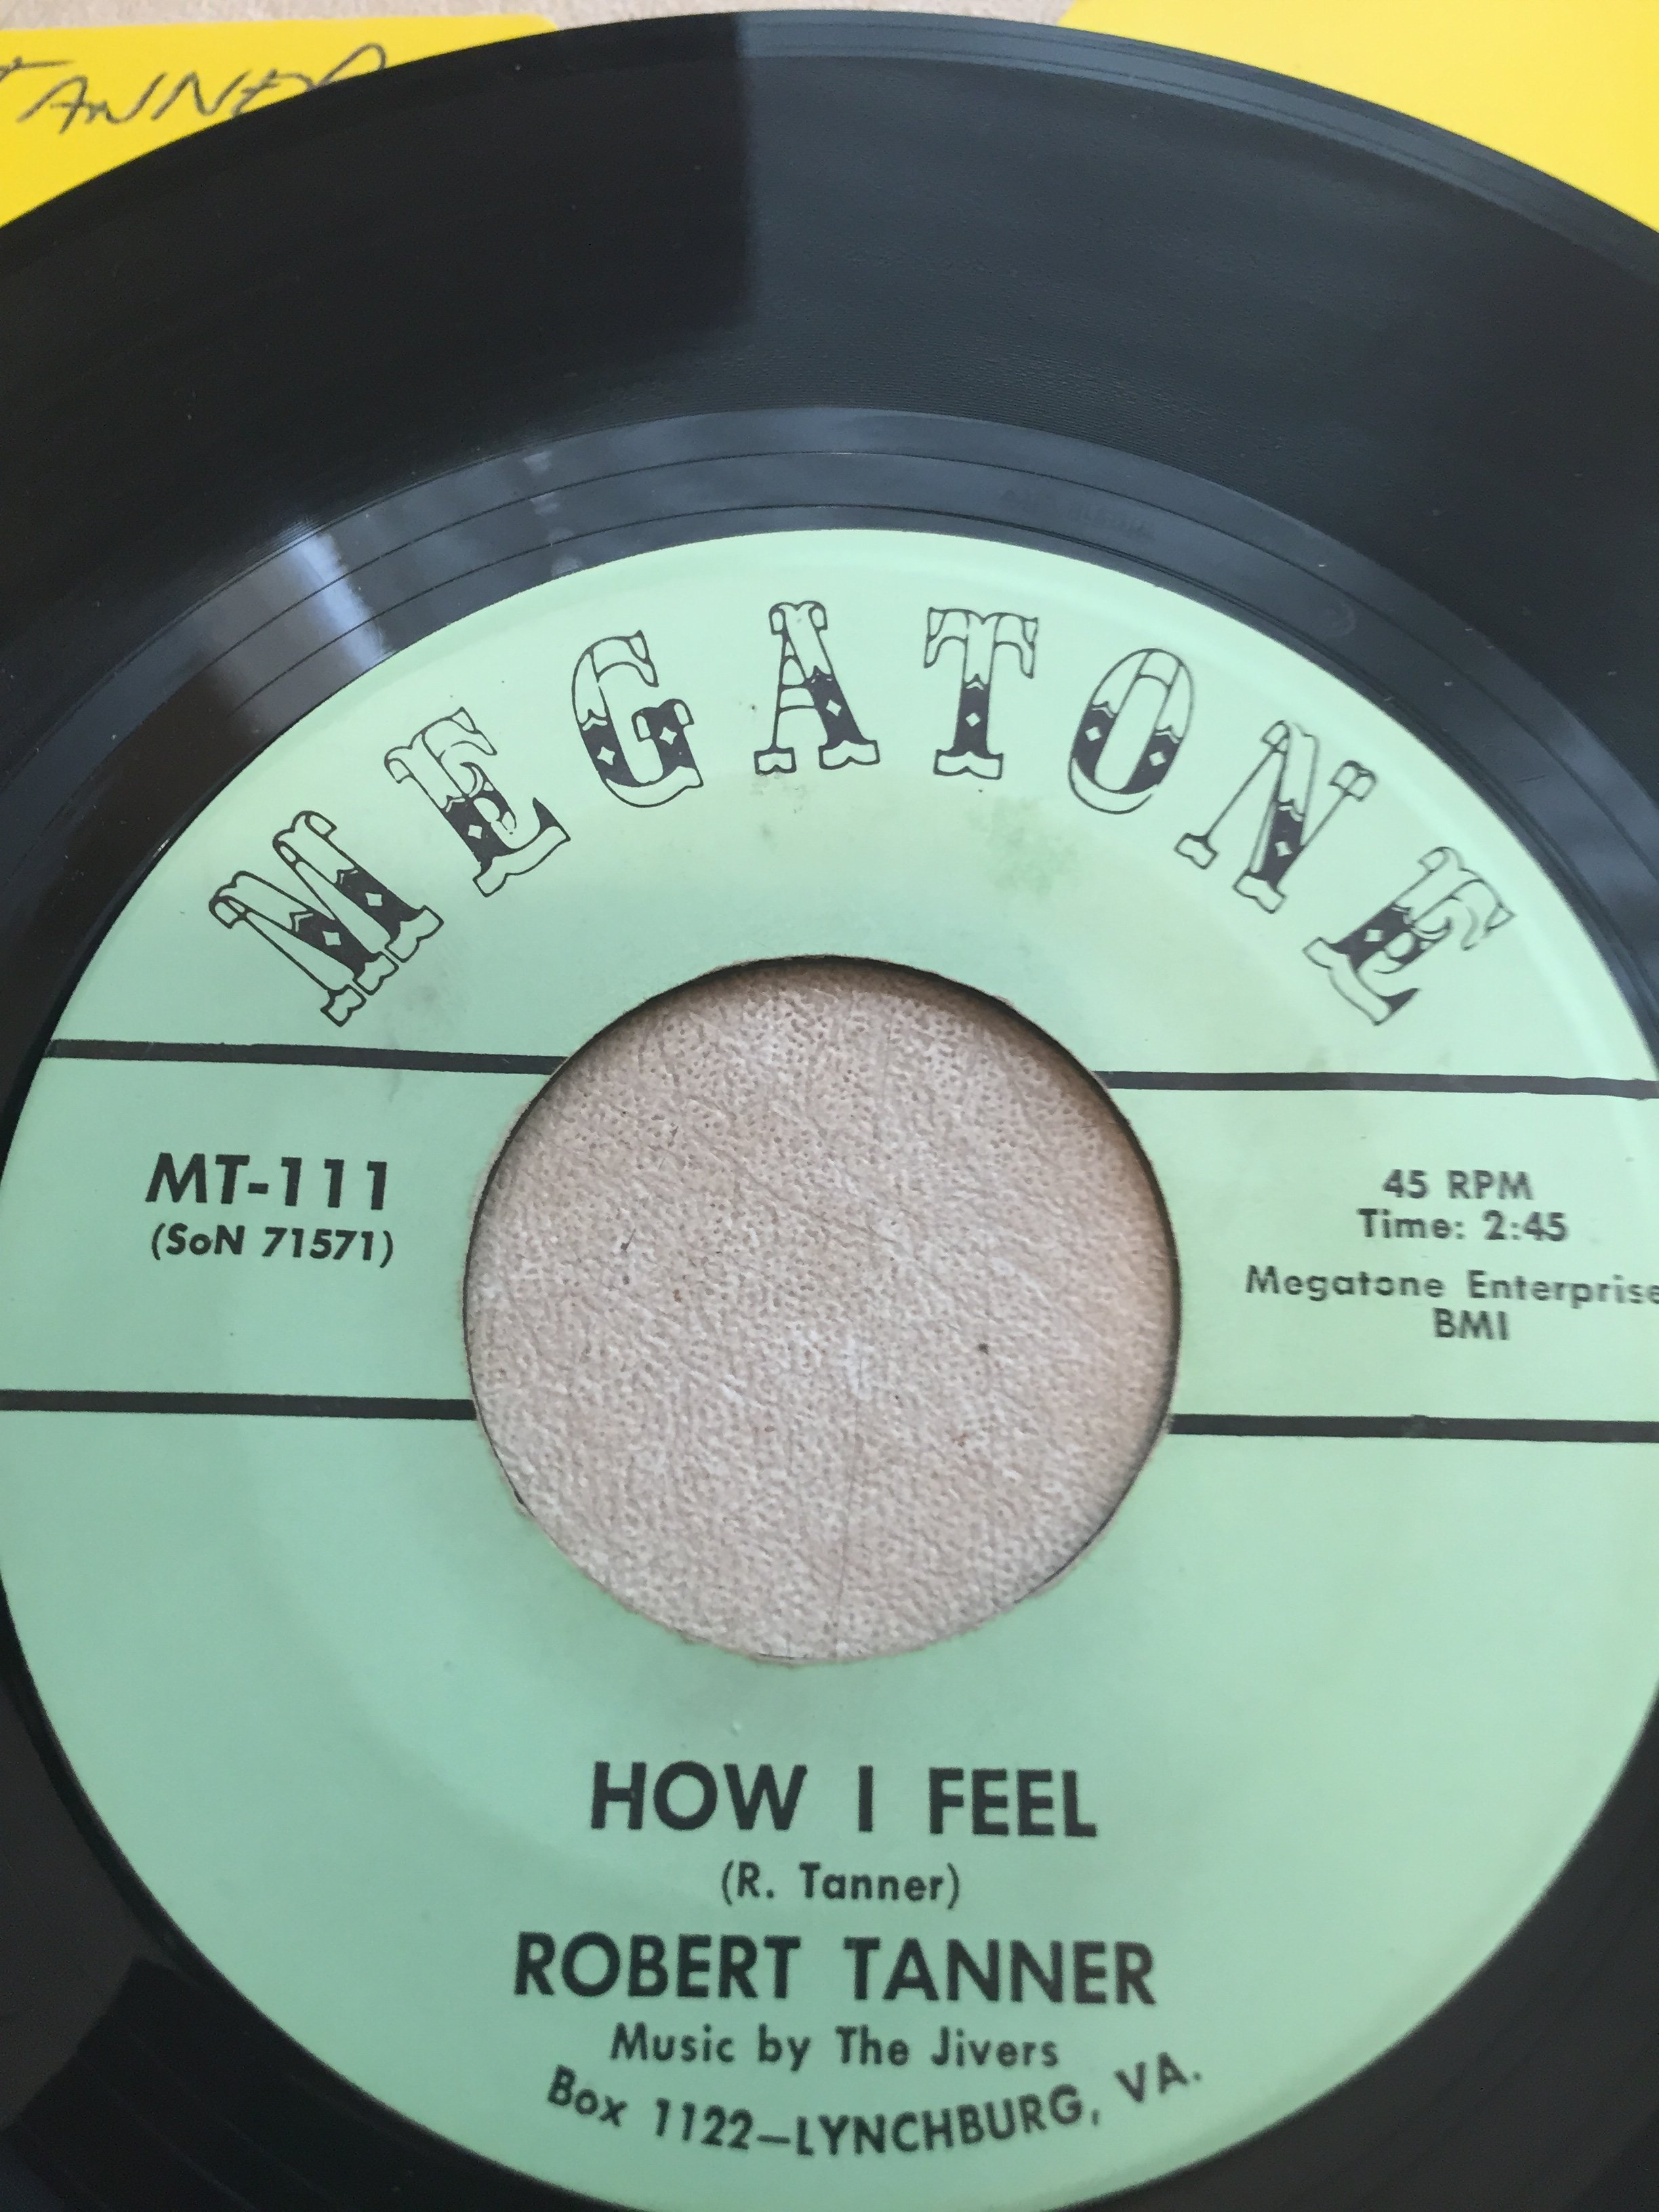 TANNER
MEGATONE
MT-111
(SoN 71571)
45 RPM
Time: 2:45
Megatone Enterprise
BMI
HOW I FEEL
(R. Tanner)
ROBERT TANNER
Music by The Jivers
Box 1122—LYNCHBURG, VA.